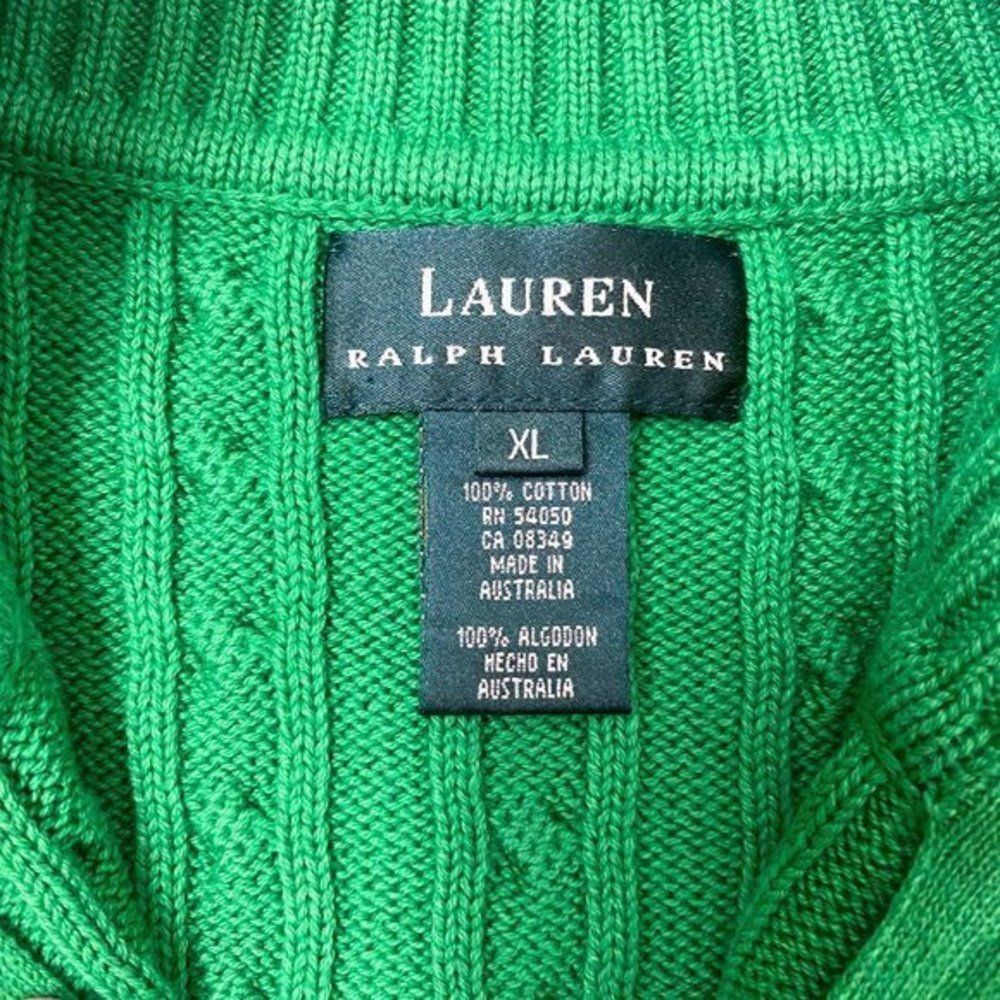 LAUREN
RALPH LAUREN
XL
100% COTTON
RN 54050
CA 08349
MADE IN
AUSTRALIA
100% ALGODON
HECHO EN
AUSTRALIA